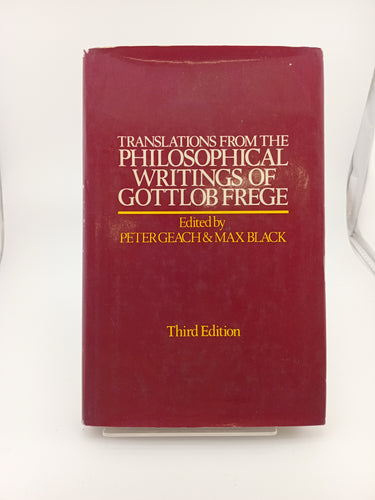 TRANSLATIONS FROM THE
PHILOSOPHICAL
WRITINGS OF
GOTTLOB FREGE
Edited by
PETER GEACH & MAX BLACK
Third Edition